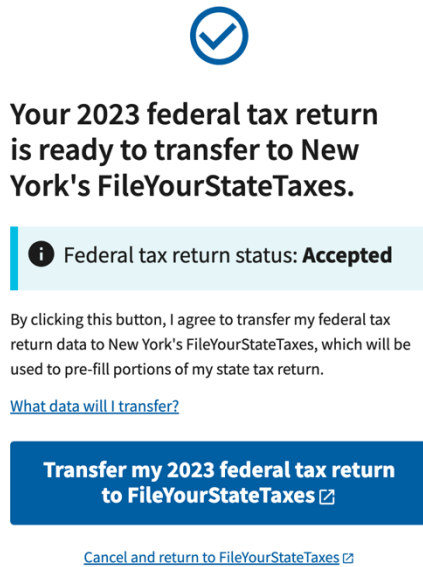 Your 2023 federal tax return
is ready to transfer to New
York's FileYourStateTaxes.
Federal tax return status: Accepted
By clicking this button, I agree to transfer my federal tax
return data to New York's FileYourStateTaxes, which will be
used to pre-fill portions of my state tax return.
What data will I transfer?
Transfer my 2023 federal tax return
to FileYourStateTaxes
Cancel and return to FileYourStateTaxes